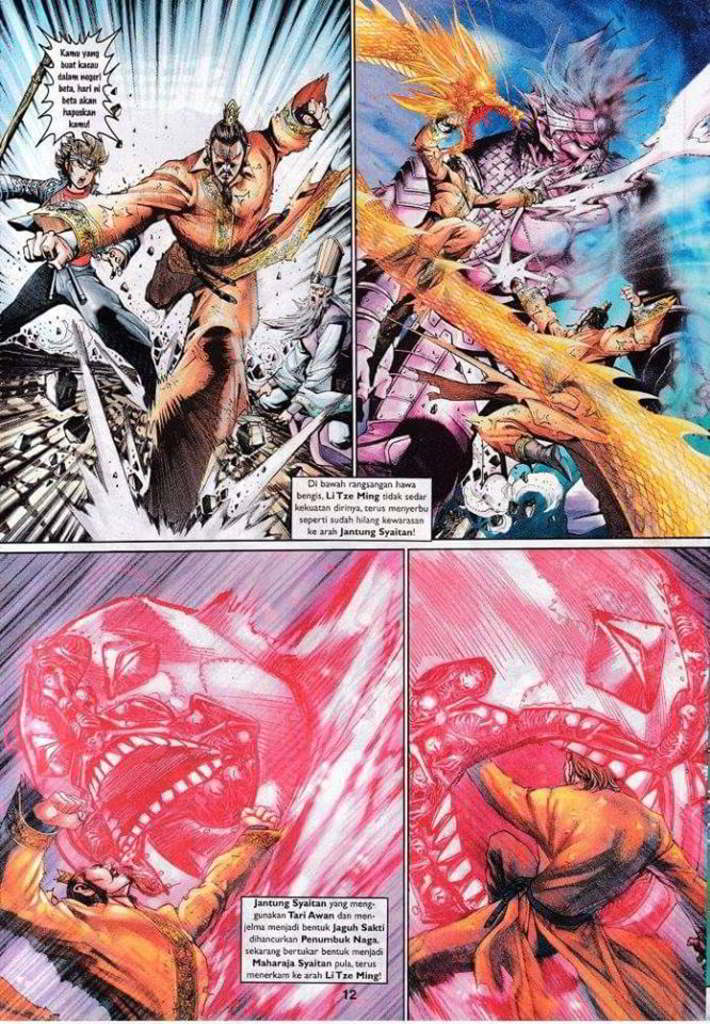 Kamu yang
buat kacau
dalam negeri
beta, hari ni
beta akan
hapuskan
kamu!
Di bawah rangsangan hawa
bengis, Li Tze Ming tidak sedar
kekuatan dirinya, terus menyerbu
seperti sudah hilang kewarasan
ke arah Jantung Syaitan!
Jantung Syaitan yang meng-
gunakan Tari Awan dan men-
jelma menjadi bentuk Jaguh Sakti
dihancurkan Penumbuk Naga,
sekarang bertukar bentuk menjadi
Maharaja Syaitan pula, terus
menerkam ke arah Li Tze Ming!
12